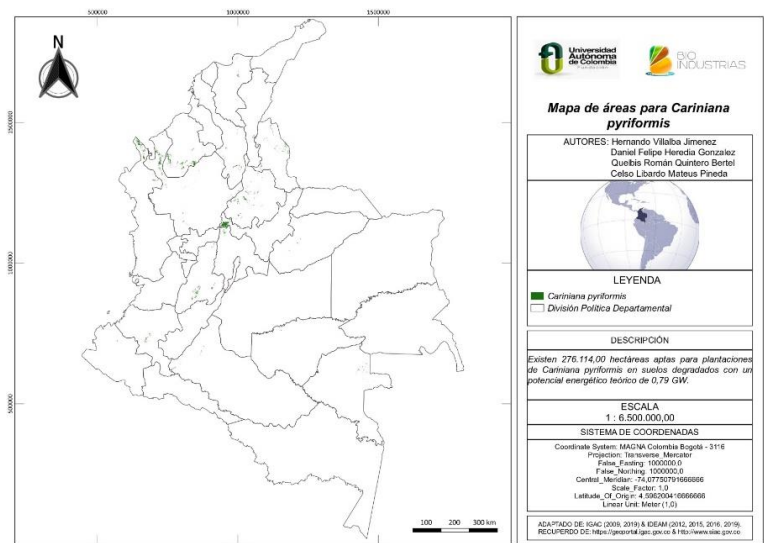 500000
1000000
1500000
N
1500000
1000000
500000
100 200 300 km
Universidad
Autónoma
de Colombia
BIO
INDUSTRIAS
Mapa de áreas para Cariniana
pyriformis
AUTORES: Hernando Villalba Jimenez
Daniel Felipe Heredia Gonzalez
Quelbis Román Quintero Bertel
Celso Libardo Mateus Pineda
LEYENDA
Cariniana pyriformis
División Política Departamental
DESCRIPCIÓN
Existen 276.114,00 hectáreas aptas para plantaciones
de Cariniana pyriformis en suelos degradados con un
potencial energético teórico de 0,79 GW.
ESCALA
1 : 6.500.000,00
SISTEMA DE COORDENADAS
Coordinate System: MAGNA Colombia Bogotá - 3116
Projection: Transverse_Mercator
False_Easting: 1000000,0
False_Northing: 1000000,0
Central_Meridian: -74,07750791666666
Scale_Factor: 1,0
Latitude_Of_Origin: 4,596200416666666
Linear Unit: Meter (1,0)
ADAPTADO DE: IGAC (2009, 2019) & IDEAM (2012, 2015, 2016, 2019).
RECUPERADO DE: https://geoportal.igac.gov.co & http://www.siac.gov.co